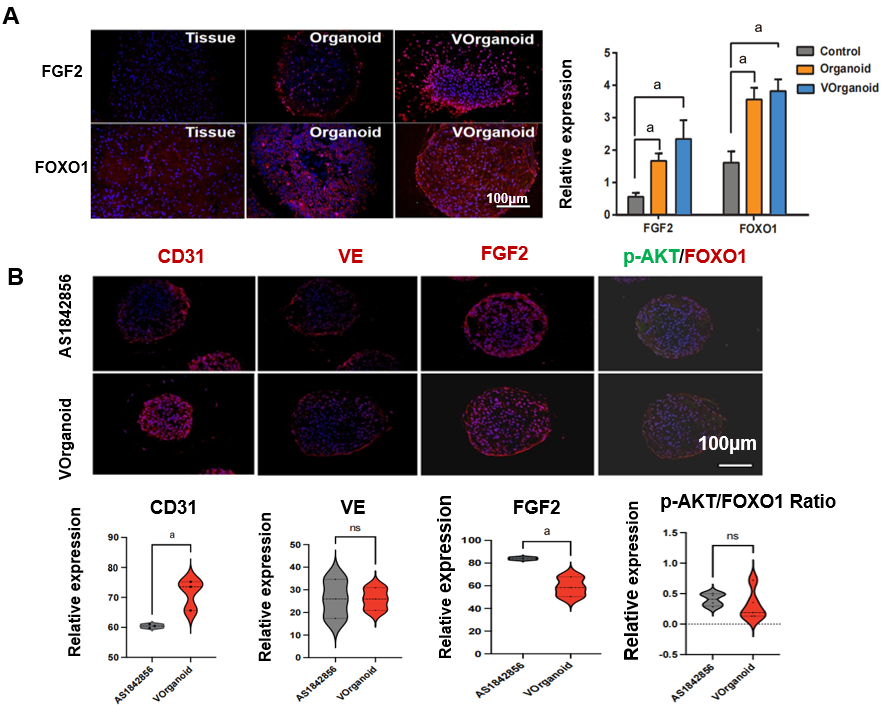 A
Tissue
Organoid
VOrganoid
FGF2
Tissue
Organoid
VOrganoid
FOXO1
100μm
Relative expression
5
4
3
2
1
0
a
a
a
a
FGF2
FOXO1
Control
Organoid
VOrganoid
B
CD31
VE
FGF2
p-AKT/FOXO1
AS1842856
VOrganoid
100μm
CD31
Relative expression
90
80
70
60
50
a
AS1842856
VOrganoid
VE
Relative expression
50
40
30
20
10
0
ns
AS1842856
VOrganoid
FGF2
Relative expression
100
80
60
40
20
0
a
AS1842856
VOrganoid
p-AKT/FOXO1 Ratio
Relative expression
1.5
1.0
0.5
0.0
-0.5
ns
AS1842856
VOrganoid